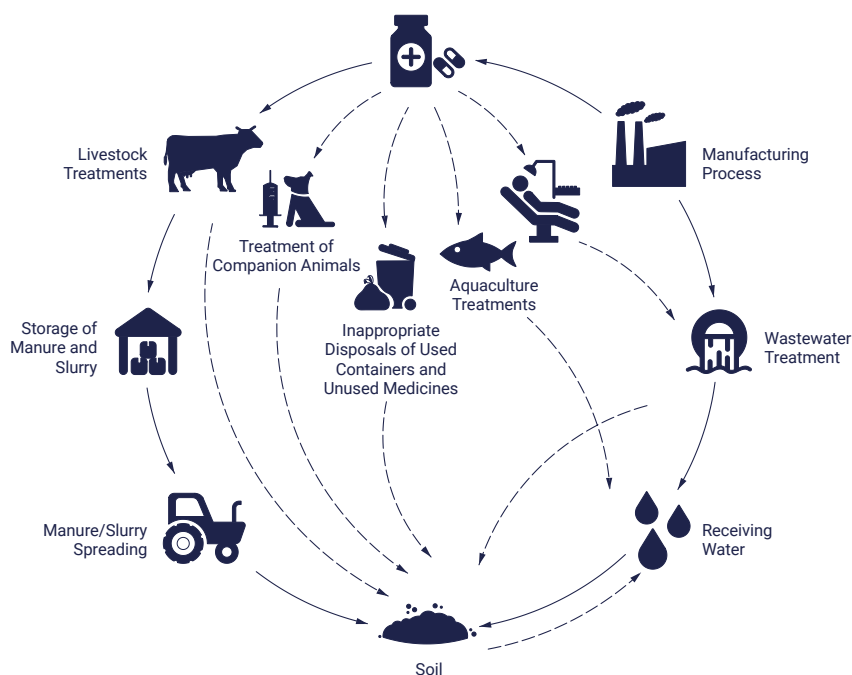 Livestock
Treatments
Manufacturing
Process
Treatment of
Companion Animals
Aquaculture
Treatments
Storage of
Manure and
Slurry
Inappropriate
Disposals of Used
Containers and
Unused Medicines
Wastewater
Treatment
Manure/Slurry
Spreading
Receiving
Water
Soil